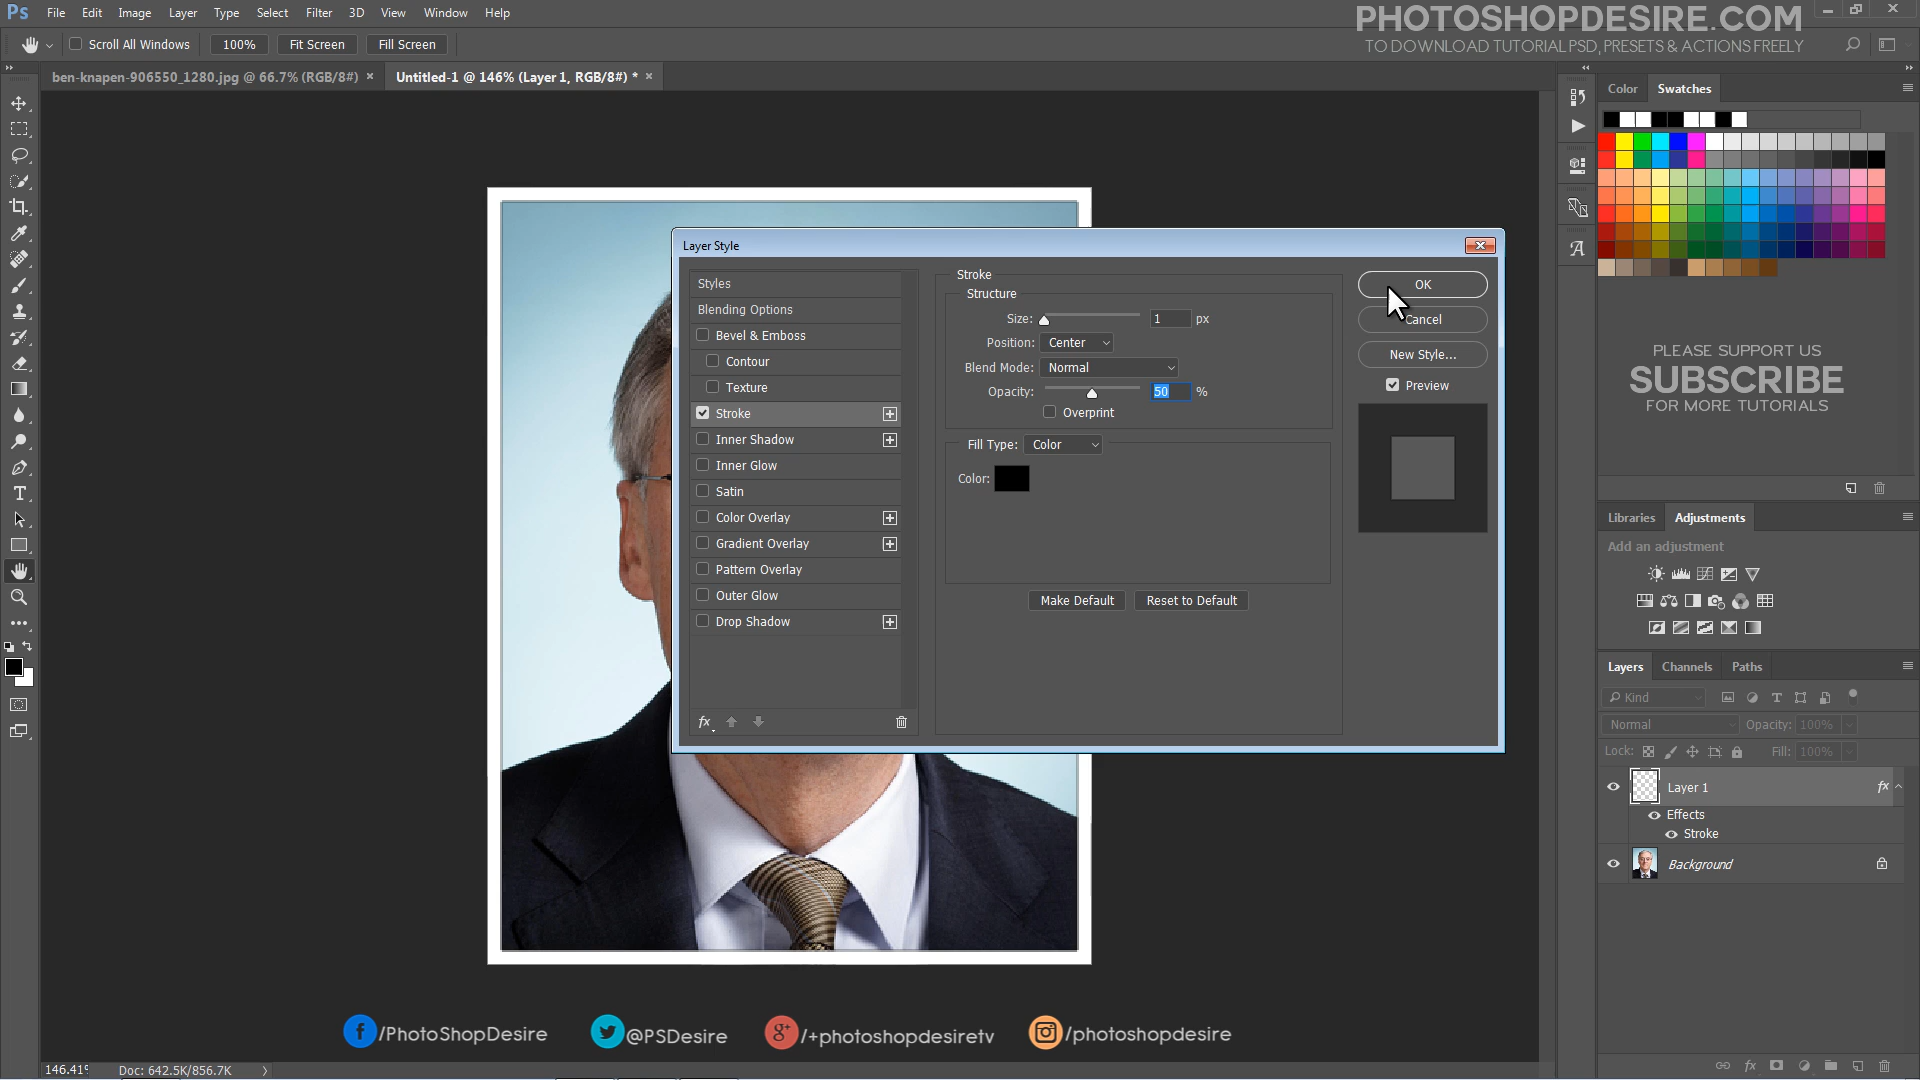 Ps File Edit Image Layer Type Select Filter 3D View Window Help
PHOTOSHOPDESIRE.COM
TO DOWNLOAD TUTORIAL PSD, PRESETS & ACTIONS FREELY
Scroll All Windows 100% Fit Screen Fill Screen
ben-knapen-906550_1280.jpg @ 66.7% (RGB/8#) × Untitled-1 @ 146% (Layer 1, RGB/8#) * ×
Color Swatches
Layer Style
Styles
Blending Options
Bevel & Emboss
Contour
Texture
Stroke
Inner Shadow
Inner Glow
Satin
Color Overlay
Gradient Overlay
Pattern Overlay
Outer Glow
Drop Shadow
fx
Stroke
Structure
Size: 1 px
Position: Center
Blend Mode: Normal
Opacity: 50 %
Overprint
Fill Type: Color
Color:
Make Default Reset to Default
OK
Cancel
New Style...
Preview
PLEASE SUPPORT US
SUBSCRIBE
FOR MORE TUTORIALS
Libraries Adjustments
Add an adjustment
Layers Channels Paths
Kind
Normal Opacity: 100%
Lock: Fill: 100%
Layer 1 fx
Effects
Stroke
Background
fx
/PhotoShopDesire @PSDesire /+photoshopdesiretv /photoshopdesire
146.41% Doc: 642.5K/856.7K